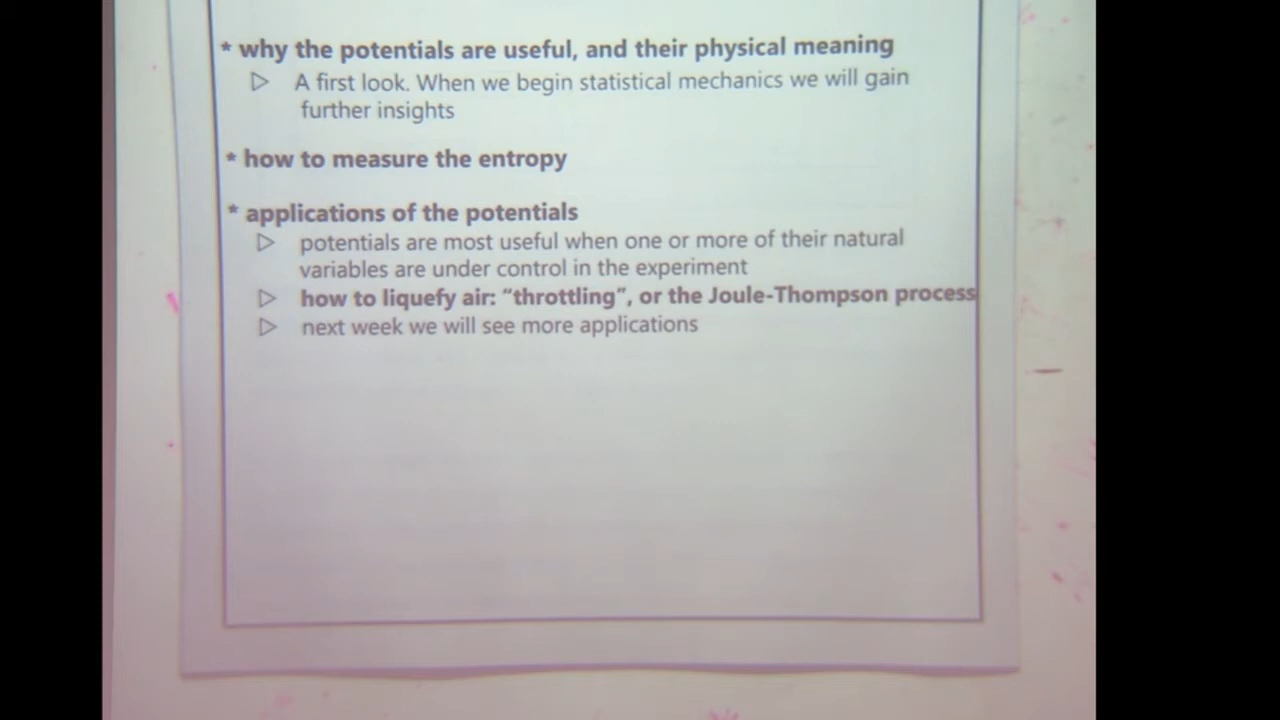 * why the potentials are useful, and their physical meaning
▷ A first look. When we begin statistical mechanics we will gain
further insights
* how to measure the entropy
* applications of the potentials
▷ potentials are most useful when one or more of their natural
variables are under control in the experiment
▷ how to liquefy air: “throttling”, or the Joule-Thompson process
▷ next week we will see more applications